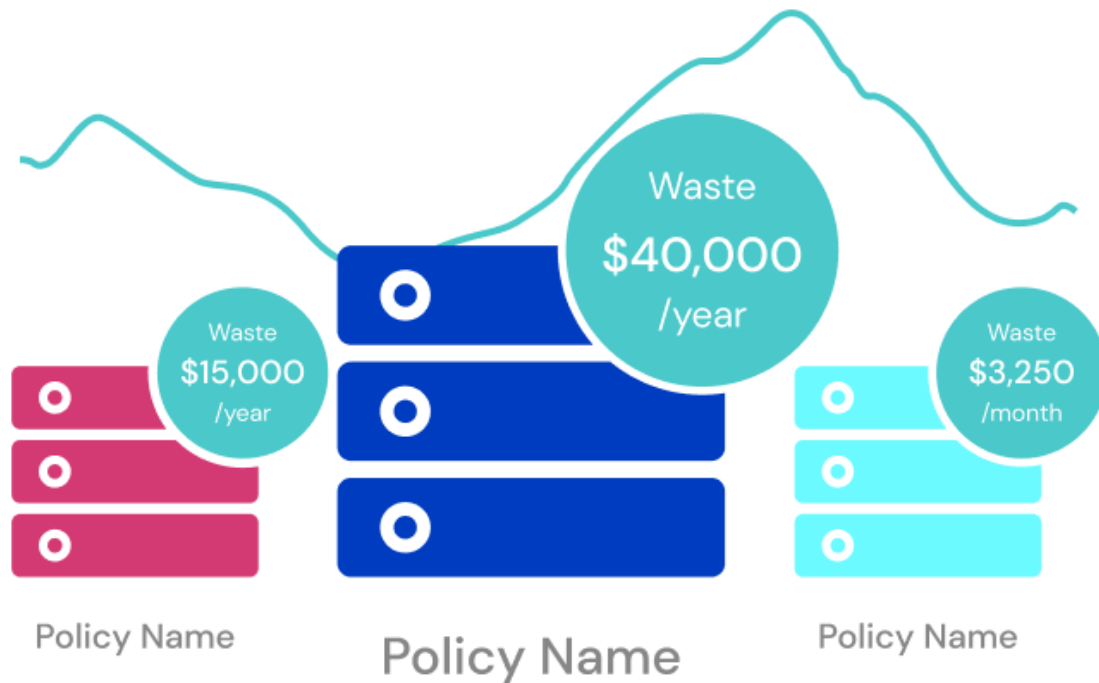 Waste
$15,000
/year
Policy Name
Waste
$40,000
/year
Policy Name
Waste
$3,250
/month
Policy Name